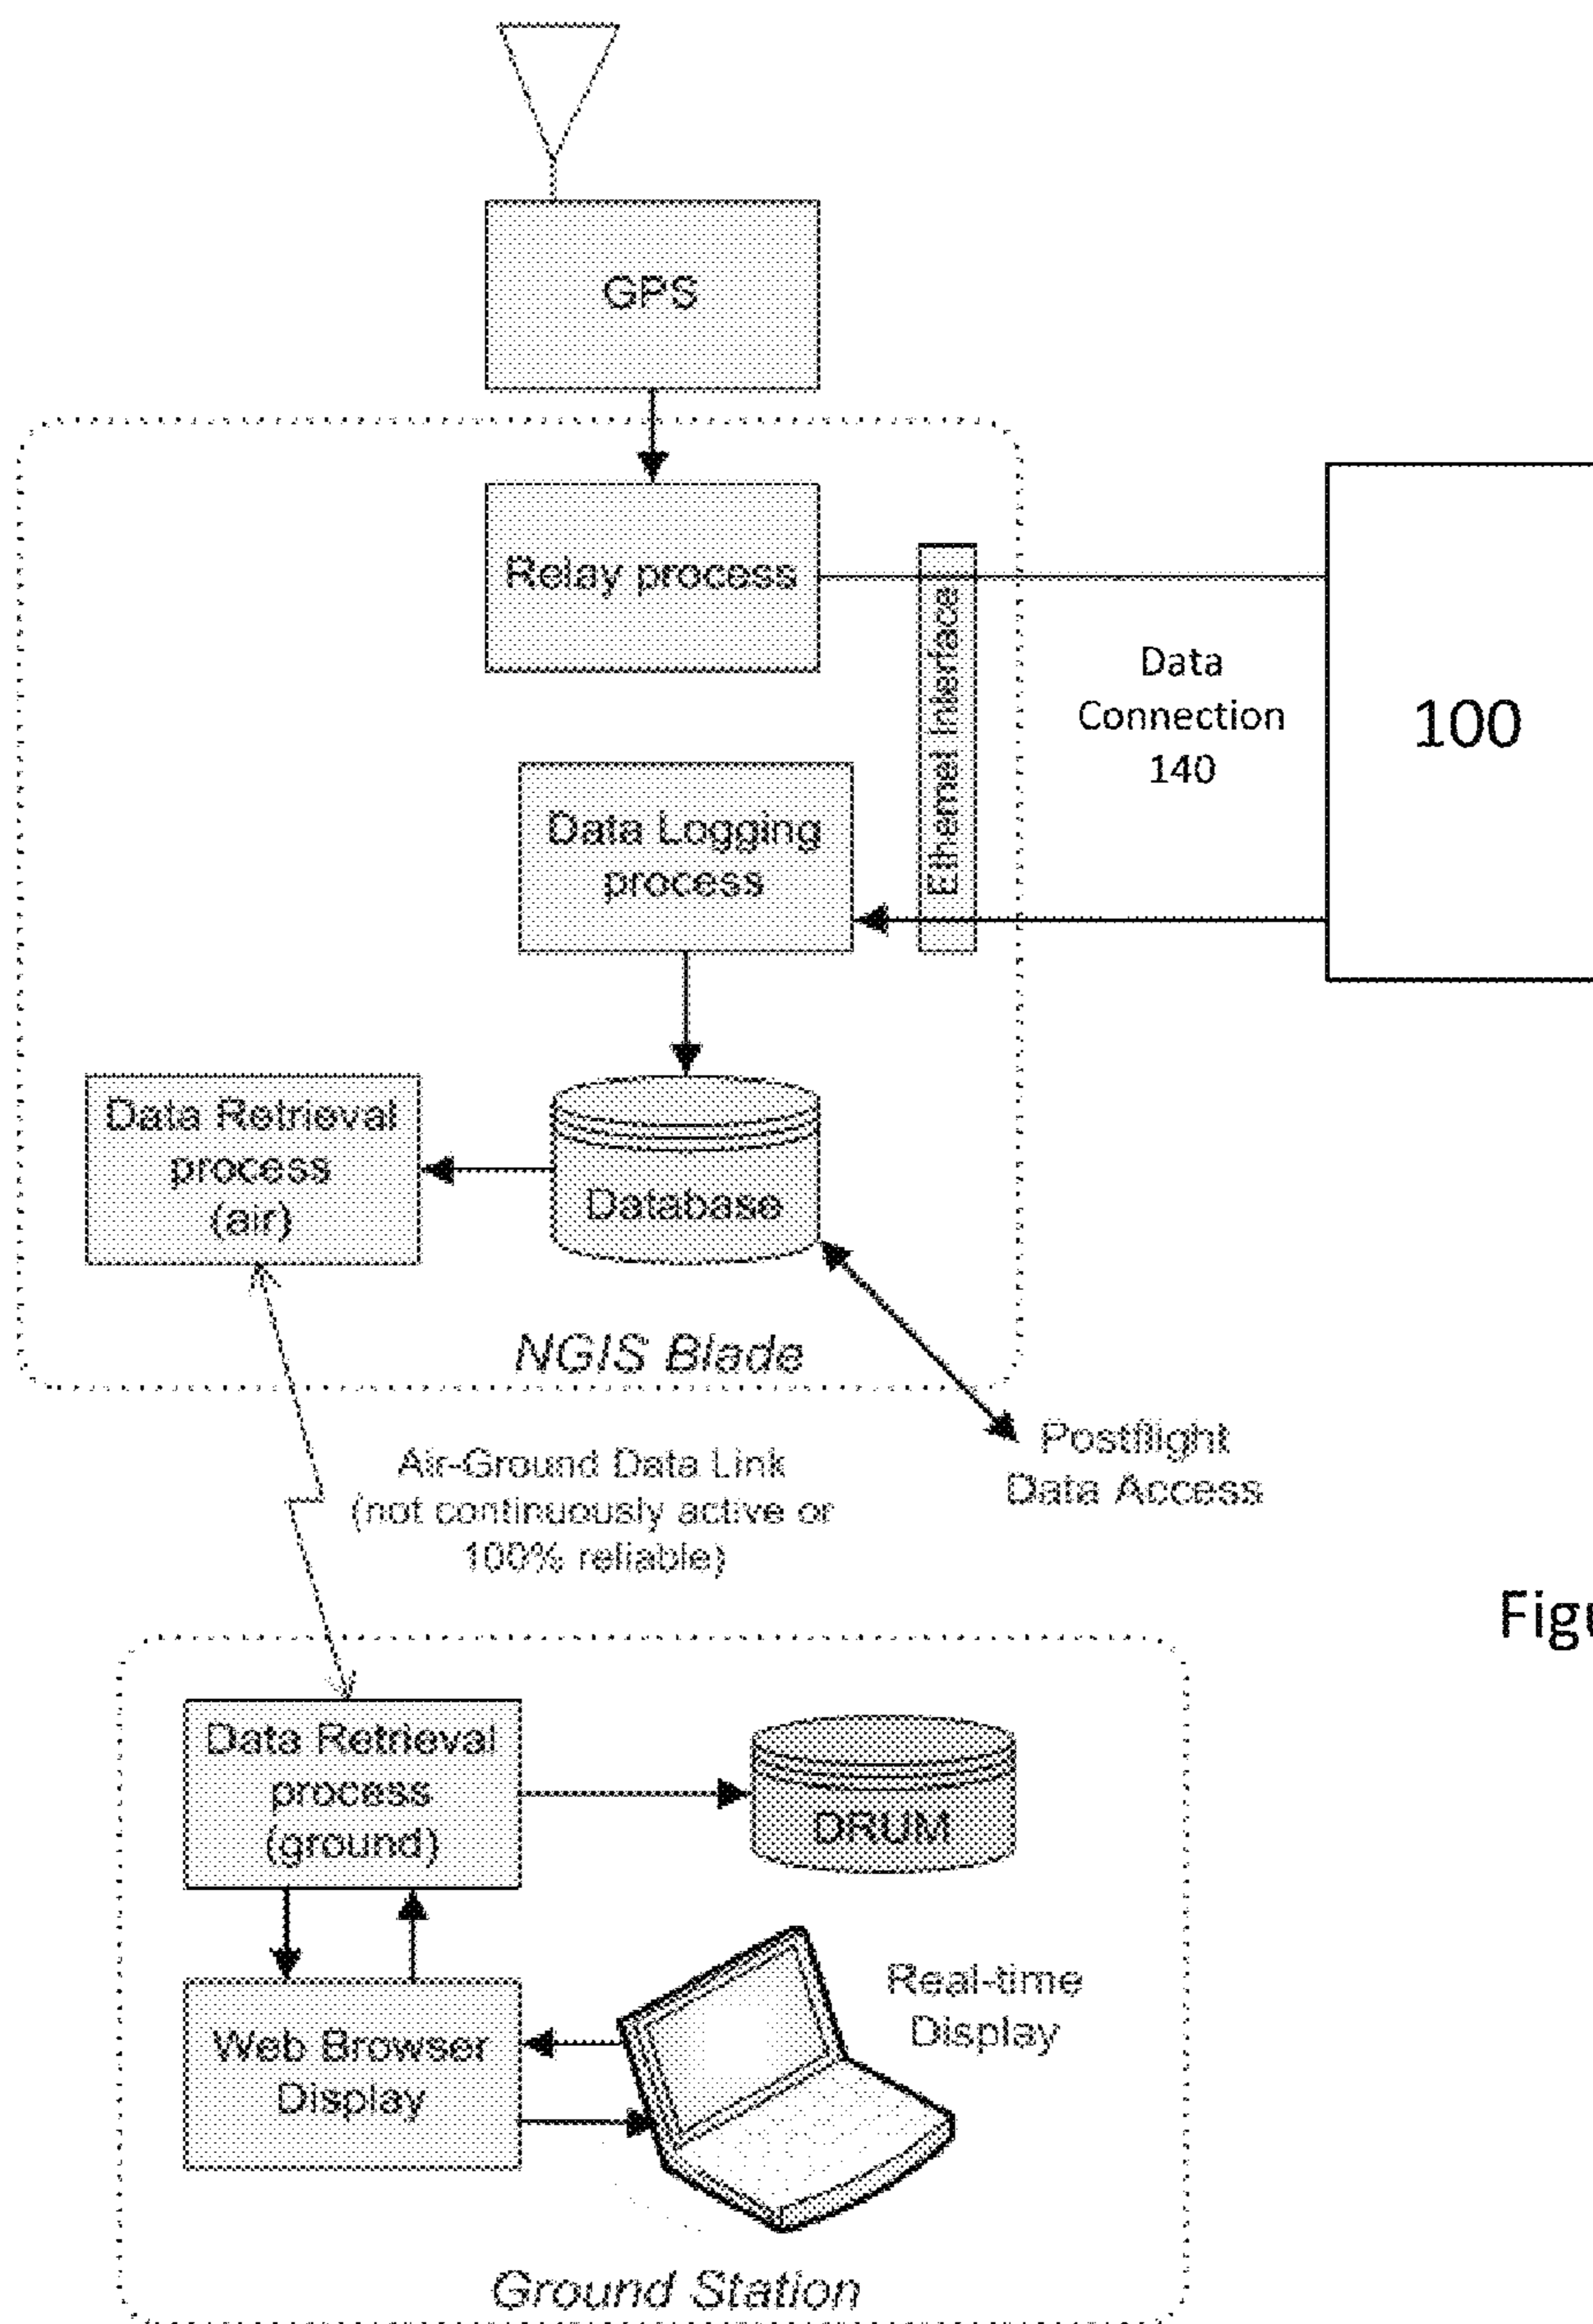 GPS
Relay process
Ethernet Interface
Data
Connection
140
100
Data Logging
process
Data Retrieval
process
(air)
Database
NGIS Blade
Postflight
Data Access
Air-Ground Data Link
(not continuously active or
100% reliable)
Figu
Data Retrieval
process
(ground)
DRUM
Real-time
Display
Web Browser
Display
Ground Station